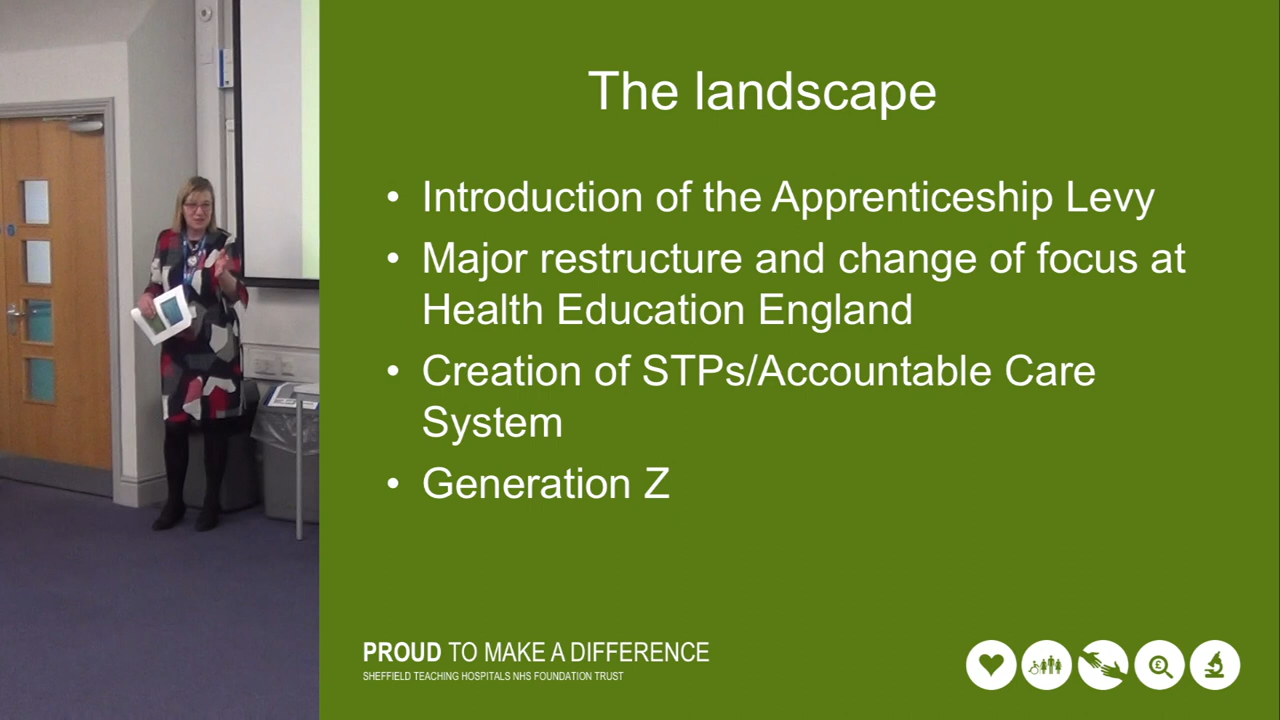 The landscape
• Introduction of the Apprenticeship Levy
• Major restructure and change of focus at
Health Education England
• Creation of STPs/Accountable Care
System
• Generation Z
PROUD TO MAKE A DIFFERENCE
SHEFFIELD TEACHING HOSPITALS NHS FOUNDATION TRUST
£